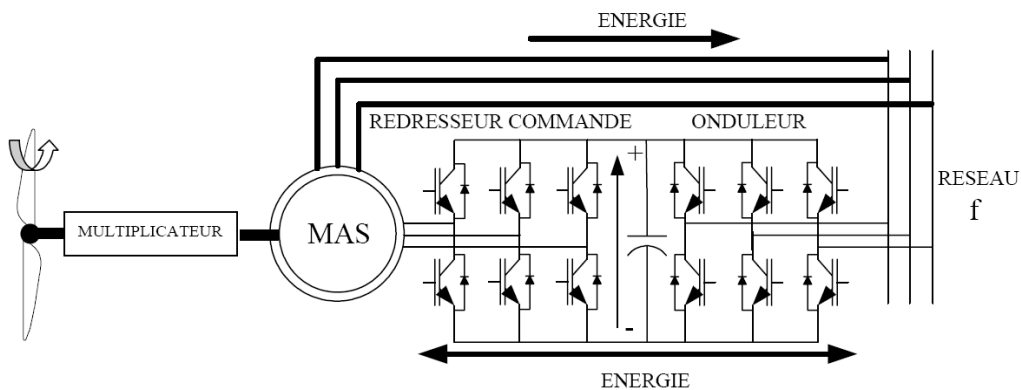 ENERGIE
REDRESSEUR COMMANDE
ONDULEUR
+
RESEAU
f
MULTIPLICATEUR
MAS
-
ENERGIE